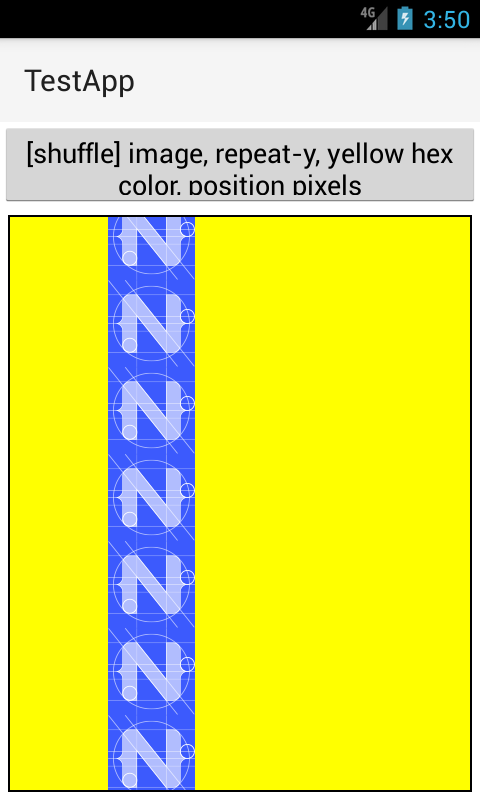 4G 3:50
TestApp
[shuffle] image, repeat-y, yellow hex
color, position pixels
N
N
N
N
N
N
N